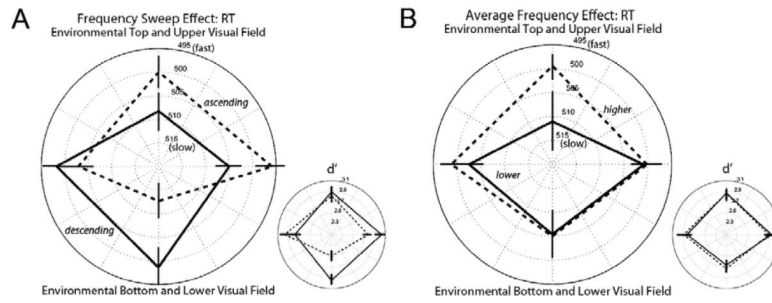 A
Frequency Sweep Effect: RT
Environmental Top and Upper Visual Field
495 (fast)
500
505
ascending
510
515
(slow)
descending
d'
Environmental Bottom and Lower Visual Field
B
Average Frequency Effect: RT
Environmental Top and Upper Visual Field
495 (fast)
500
505
higher
510
515
(slow)
lower
d'
Environmental Bottom and Lower Visual Field